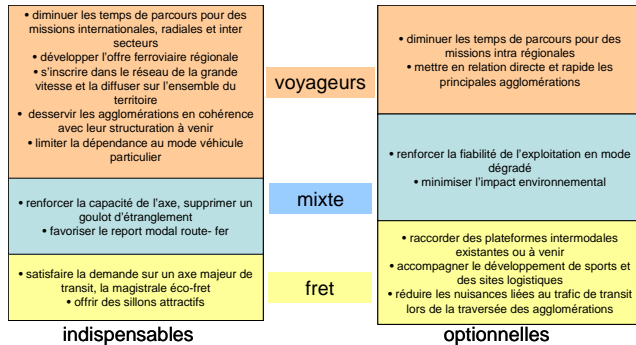 • diminuer les temps de parcours pour des
missions internationales, radiales et inter
secteurs
• développer l'offre ferroviaire régionale
• s'inscrire dans le réseau de la grande
vitesse et la diffuser sur l'ensemble du
territoire
• desservir les agglomérations en cohérence
avec leur structuration à venir
• limiter la dépendance au mode véhicule
particulier
• renforcer la capacité de l'axe, supprimer un
goulot d'étranglement
• favoriser le report modal route- fer
• satisfaire la demande sur un axe majeur de
transit, la magistrale éco-fret
• offrir des sillons attractifs
indispensables
voyageurs
mixte
fret
• diminuer les temps de parcours pour des
missions intra régionales
• mettre en relation directe et rapide les
principales agglomérations
• renforcer la fiabilité de l'exploitation en mode
dégradé
• minimiser l'impact environnemental
• raccorder des plateformes intermodales
existantes ou à venir
• accompagner le développement de sports et
des sites logistiques
• réduire les nuisances liées au trafic de transit
lors de la traversée des agglomérations
optionnelles